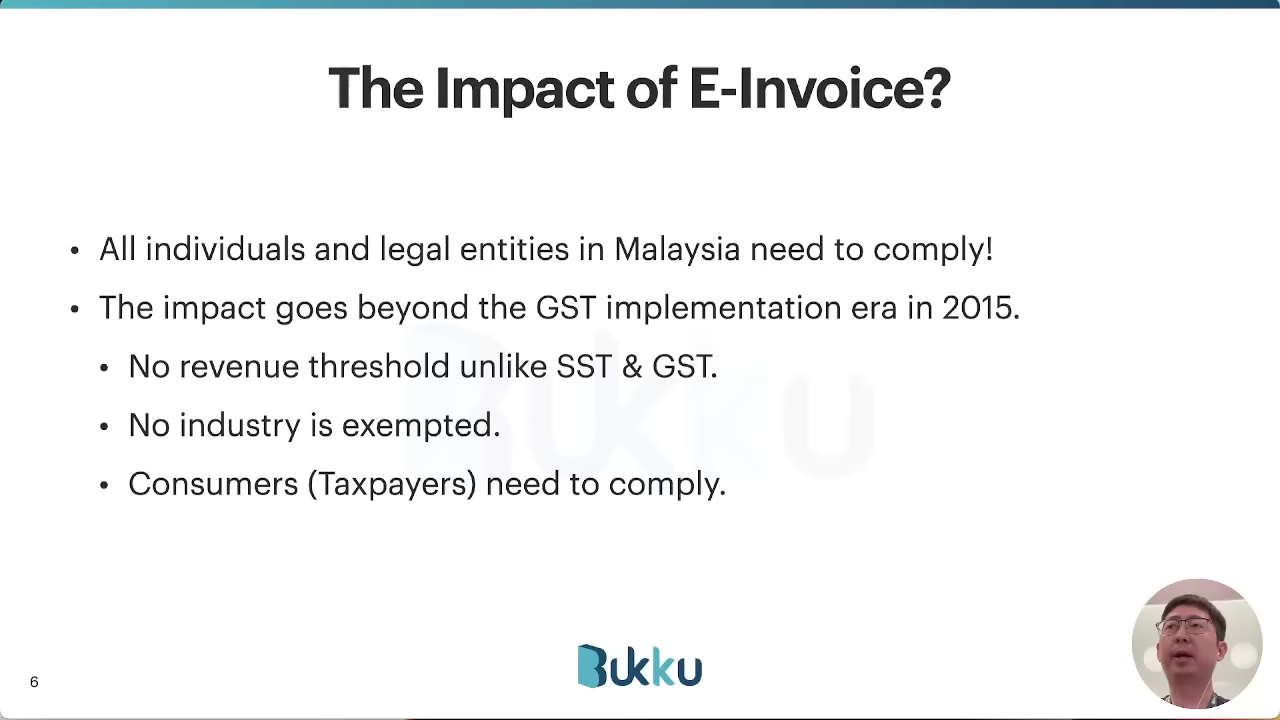 The Impact of E-Invoice?
• All individuals and legal entities in Malaysia need to comply!
• The impact goes beyond the GST implementation era in 2015.
• No revenue threshold unlike SST & GST.
• No industry is exempted.
• Consumers (Taxpayers) need to comply.
Bukku
6
Bukku